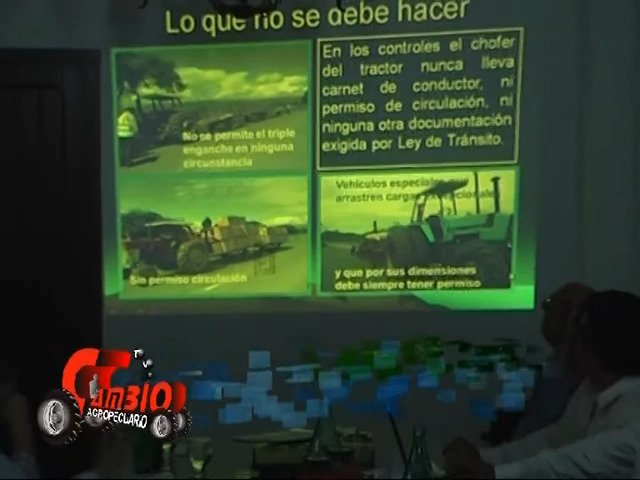 Lo que no se debe hacer
En los controles el chofer
del tractor nunca lleva
carnet de conductor, ni
permiso de circulación, ni
ninguna otra documentación
exigida por Ley de Tránsito.
No se permite el triple
enganche en ninguna
circunstancia
Sin permiso circulación
Vehículos especiales que
arrastren cargas excepcionales
y que por sus dimensiones
debe siempre tener permiso
CAMBIO
AGROPECUARIO